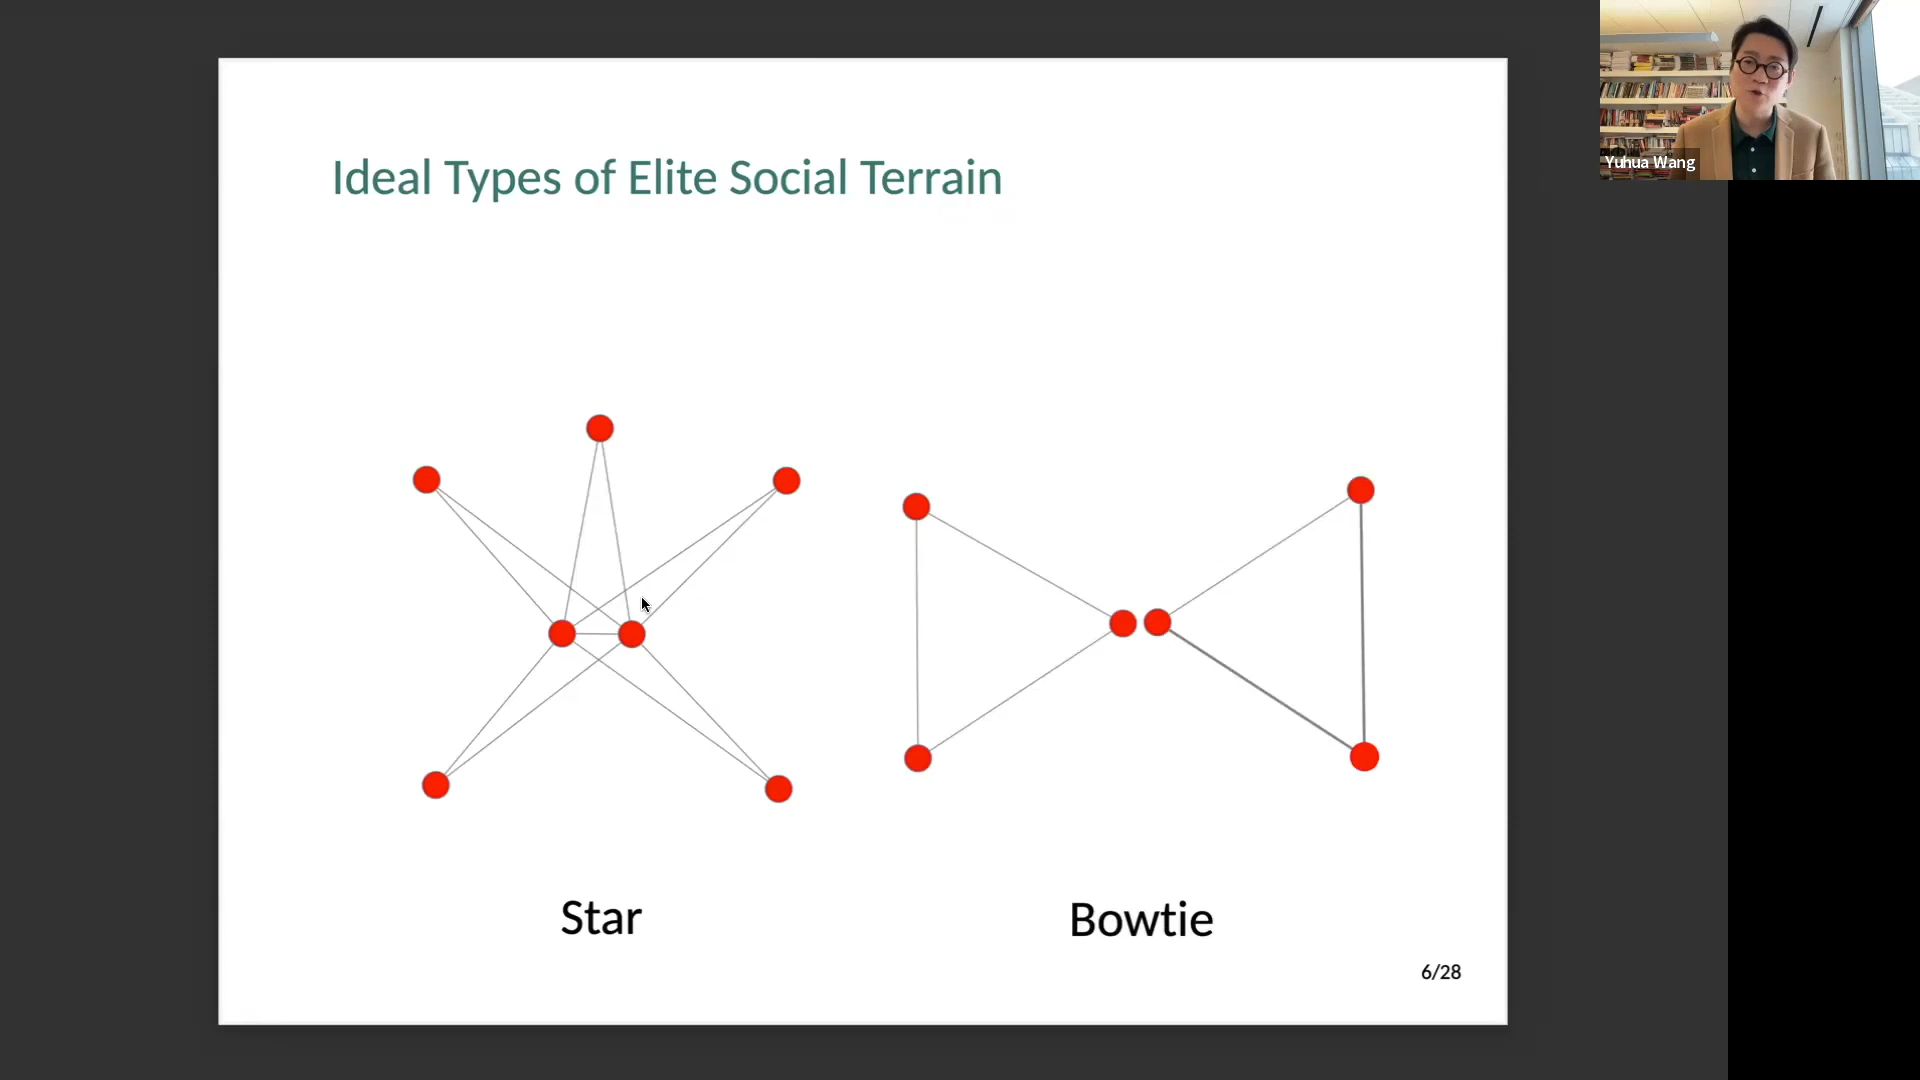 Yuhua Wang
Ideal Types of Elite Social Terrain
Star
Bowtie
6/28